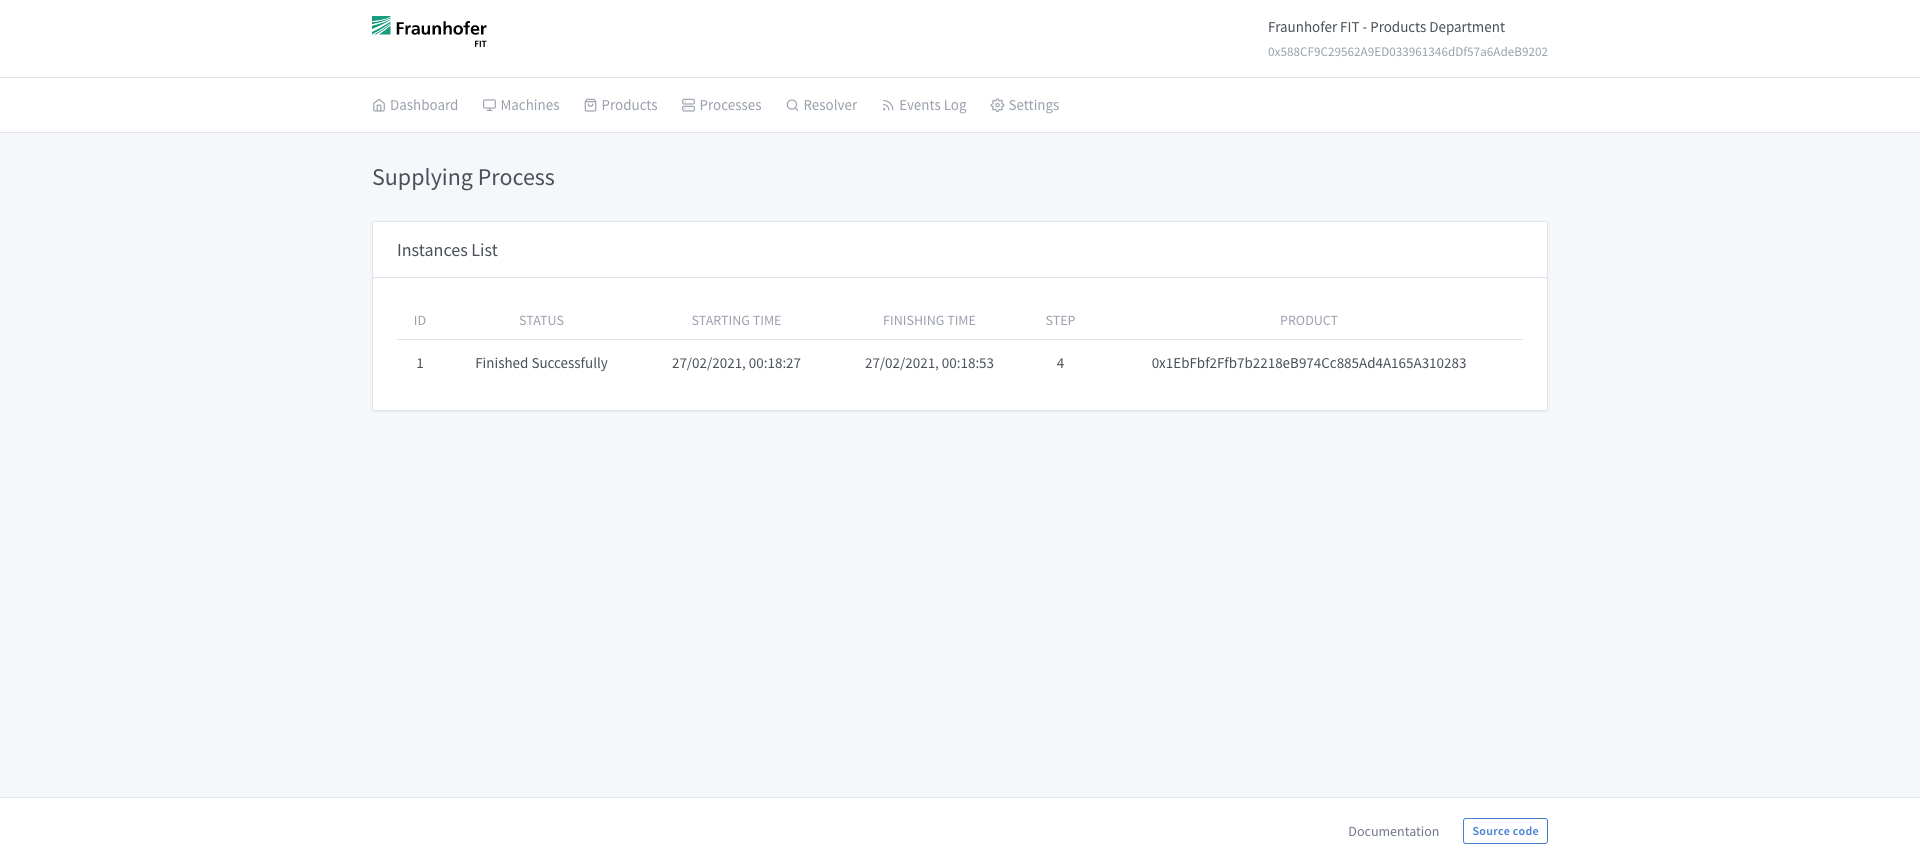 Fraunhofer
FIT
Fraunhofer FIT - Products Department
0x588CF9C29562A9ED033961346dDf57a6AdeB9202
Dashboard Machines Products Processes Resolver Events Log Settings
Supplying Process
Instances List
ID STATUS STARTING TIME FINISHING TIME STEP PRODUCT
1 Finished Successfully 27/02/2021, 00:18:27 27/02/2021, 00:18:53 4 0x1EbFbf2Ffb7b2218eB974Cc885Ad4A165A310283
Documentation Source code